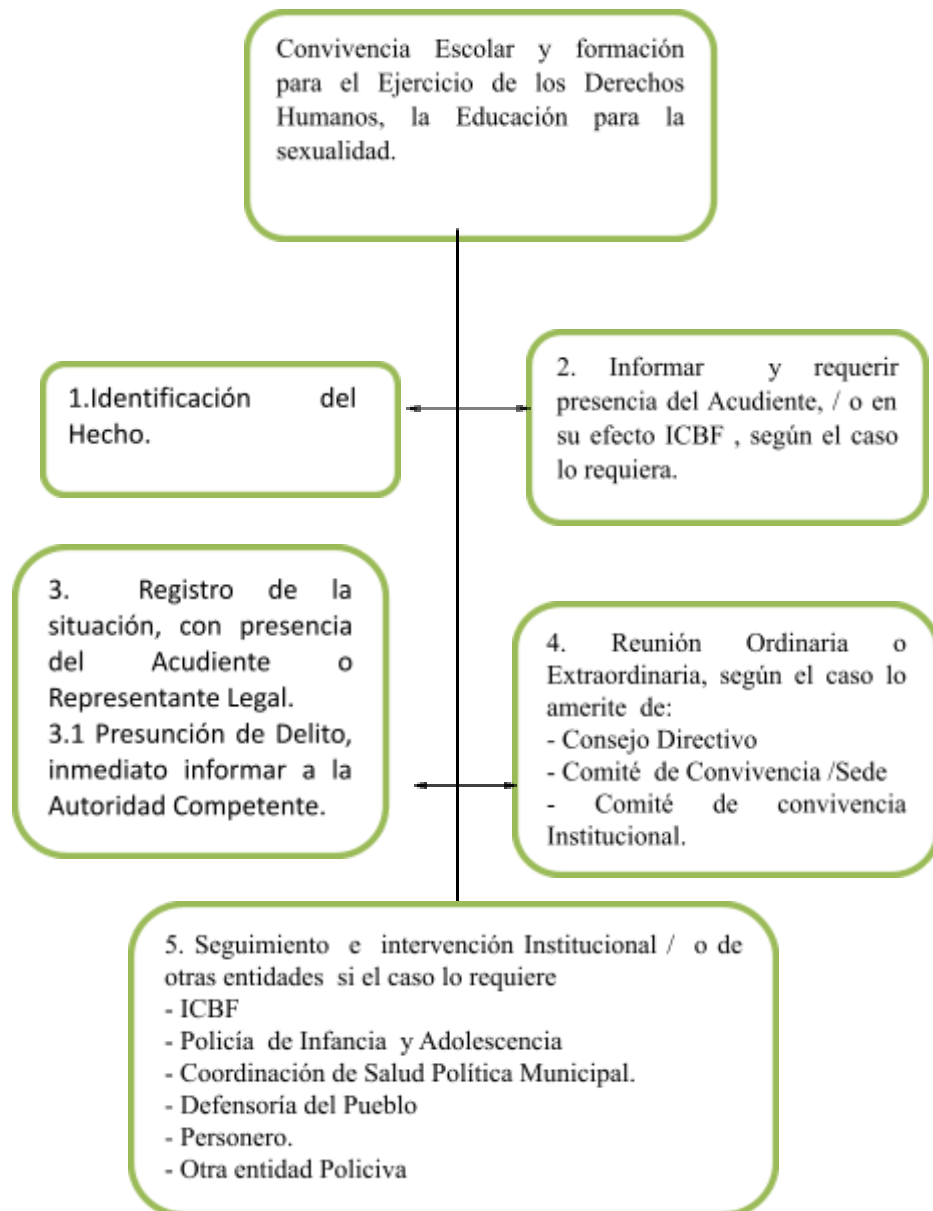 Convivencia Escolar y formación
para el Ejercicio de los Derechos
Humanos, la Educación para la
sexualidad.
1.Identificación del
Hecho.
2. Informar y requerir
presencia del Acudiente, / o en
su efecto ICBF , según el caso
lo requiera.
3. Registro de la
situación, con presencia
del Acudiente o
Representante Legal.
3.1 Presunción de Delito,
inmediato informar a la
Autoridad Competente.
4. Reunión Ordinaria o
Extraordinaria, según el caso lo
amerite de:
- Consejo Directivo
- Comité de Convivencia /Sede
- Comité de convivencia
Institucional.
5. Seguimiento e intervención Institucional / o de
otras entidades si el caso lo requiere
- ICBF
- Policía de Infancia y Adolescencia
- Coordinación de Salud Política Municipal.
- Defensoría del Pueblo
- Personero.
- Otra entidad Policiva